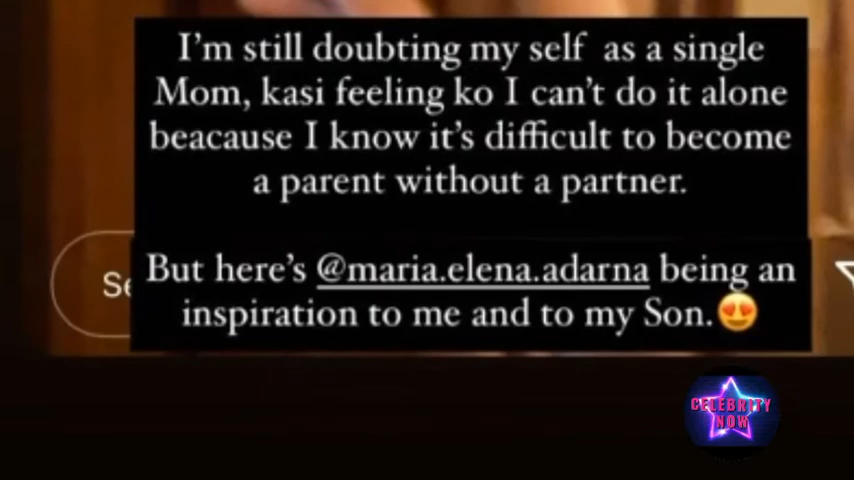 I'm still doubting my self as a single
Mom, kasi feeling ko I can't do it alone
beacause I know it's difficult to become
a parent without a partner.
But here's @maria.elena.adarna being an
inspiration to me and to my Son.😍
CELEBRITY
NOW